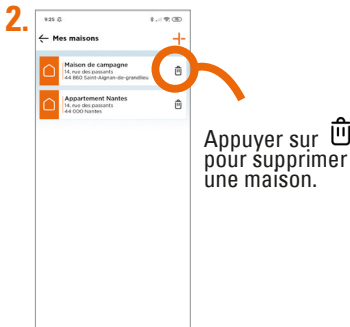 2.
9:25
Mes maisons
Maison de campagne
14, rue des passants
44 860 Saint-Aignan-de-grandlieu
Appartement Nantes
14, rue des passants
44 000 Nantes
Appuyer sur
pour supprimer
une maison.